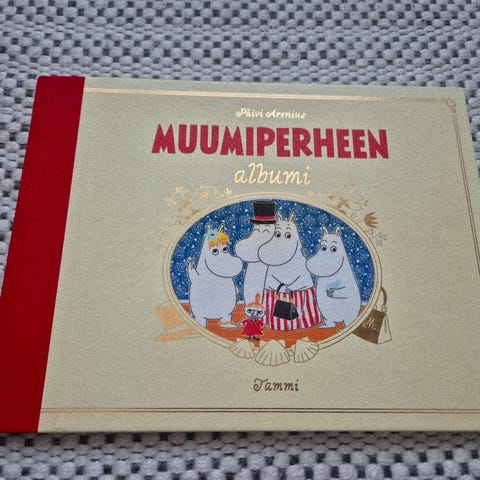 Päivi Arenius
MUUMIPERHEEN
albumi
M
Tammi